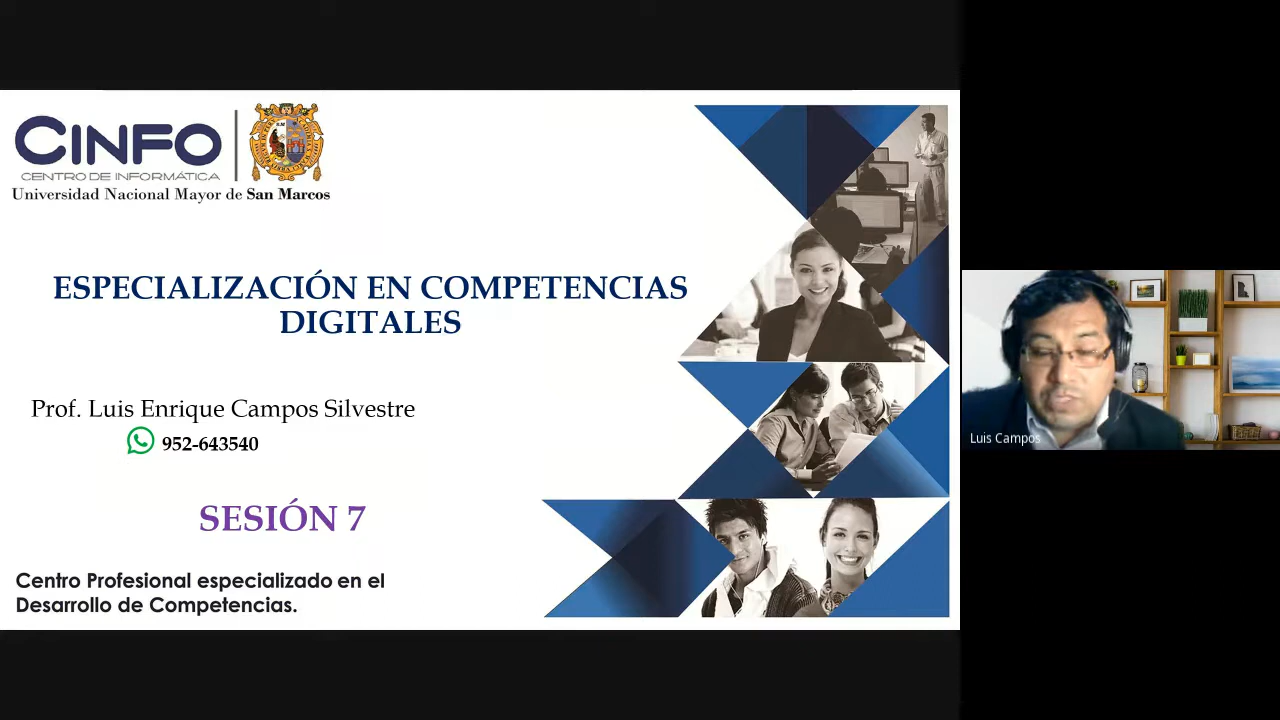 CINFO
CENTRO DE INFORMÁTICA
Universidad Nacional Mayor de San Marcos
ESPECIALIZACIÓN EN COMPETENCIAS
DIGITALES
Prof. Luis Enrique Campos Silvestre
952-643540
SESIÓN 7
Centro Profesional especializado en el
Desarrollo de Competencias.
Luis Campos